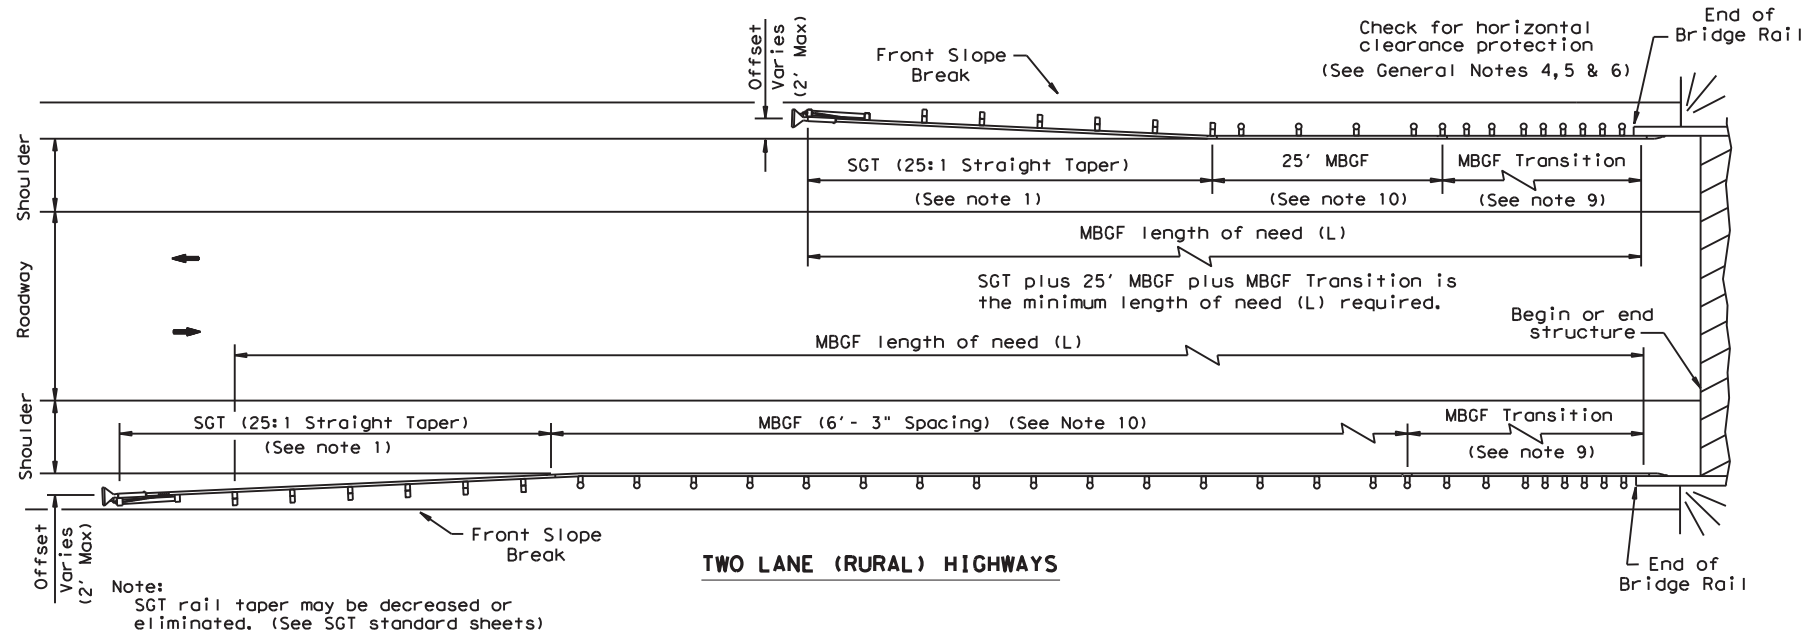 Offset
Varies
(2' Max)
Front Slope
Break
Check for horizontal
clearance protection
(See General Notes 4,5 & 6)
End of
Bridge Rail
Shoulder
SGT (25:1 Straight Taper)
(See note 1)
25' MBGF
(See note 10)
MBGF Transition
(See note 9)
MBGF length of need (L)
SGT plus 25' MBGF plus MBGF Transition is
the minimum length of need (L) required.
Roadway
Begin or end
structure
MBGF length of need (L)
Shoulder
SGT (25:1 Straight Taper)
(See note 1)
MBGF (6'- 3" Spacing) (See Note 10)
MBGF Transition
(See note 9)
Offset
Varies
(2' Max)
Front Slope
Break
End of
Bridge Rail
TWO LANE (RURAL) HIGHWAYS
Note:
SGT rail taper may be decreased or
eliminated. (See SGT standard sheets)